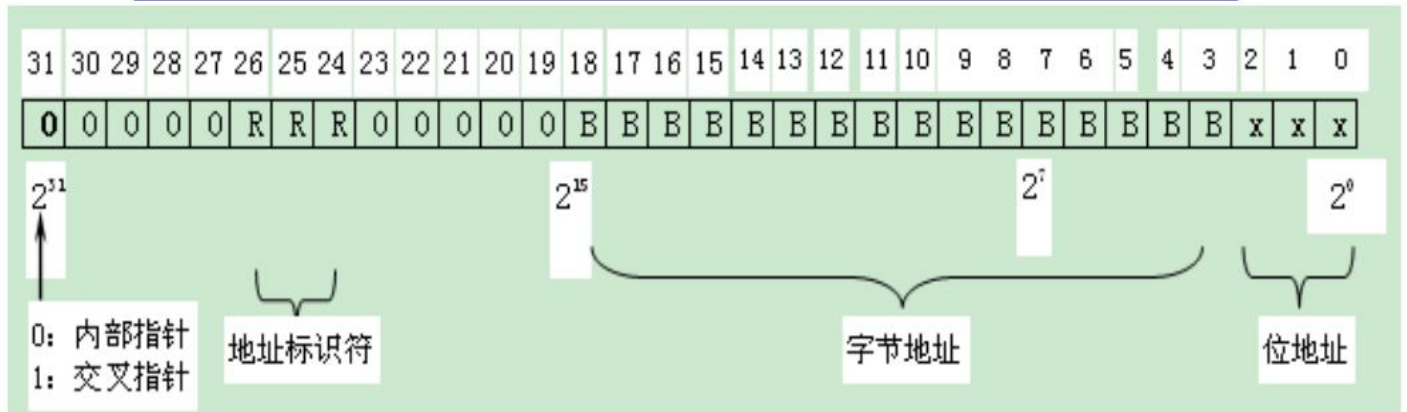 31 30 29 28 27 26 25 24 23 22 21 20 19 18 17 16 15 14 13 12 11 10 9 8 7 6 5 4 3 2 1 0
0 0 0 0 0 R R R 0 0 0 0 0 B B B B B B B B B B B B B B B B x x x
2³¹ 2¹⁵ 2⁷ 2⁰
0：内部指针
1：交叉指针
地址标识符
字节地址
位地址